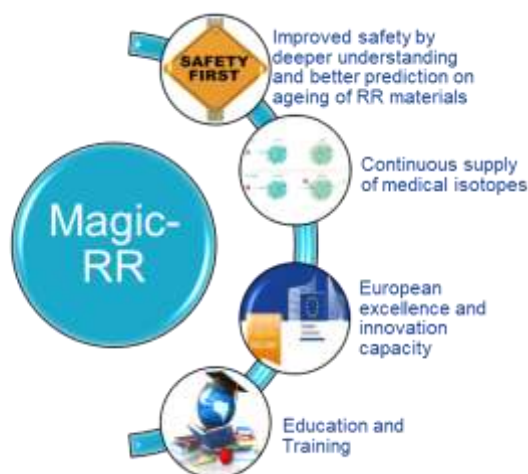 SAFETY
FIRST
Improved safety by
deeper understanding
and better prediction on
ageing of RR materials
Continuous supply
of medical isotopes
Magic-
RR
European
excellence and
innovation
capacity
Education and
Training